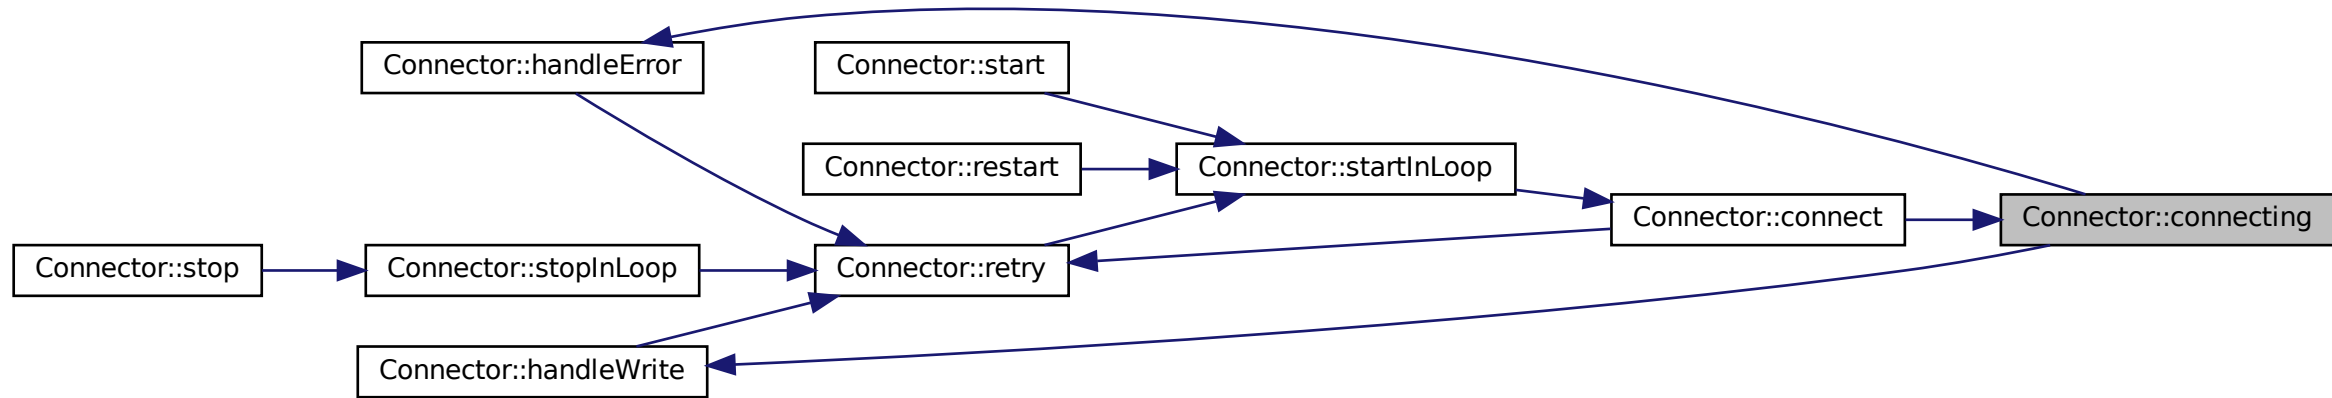 Connector::handleError
Connector::start
Connector::restart
Connector::startInLoop
Connector::connect
Connector::connecting
Connector::stop
Connector::stopInLoop
Connector::retry
Connector::handleWrite